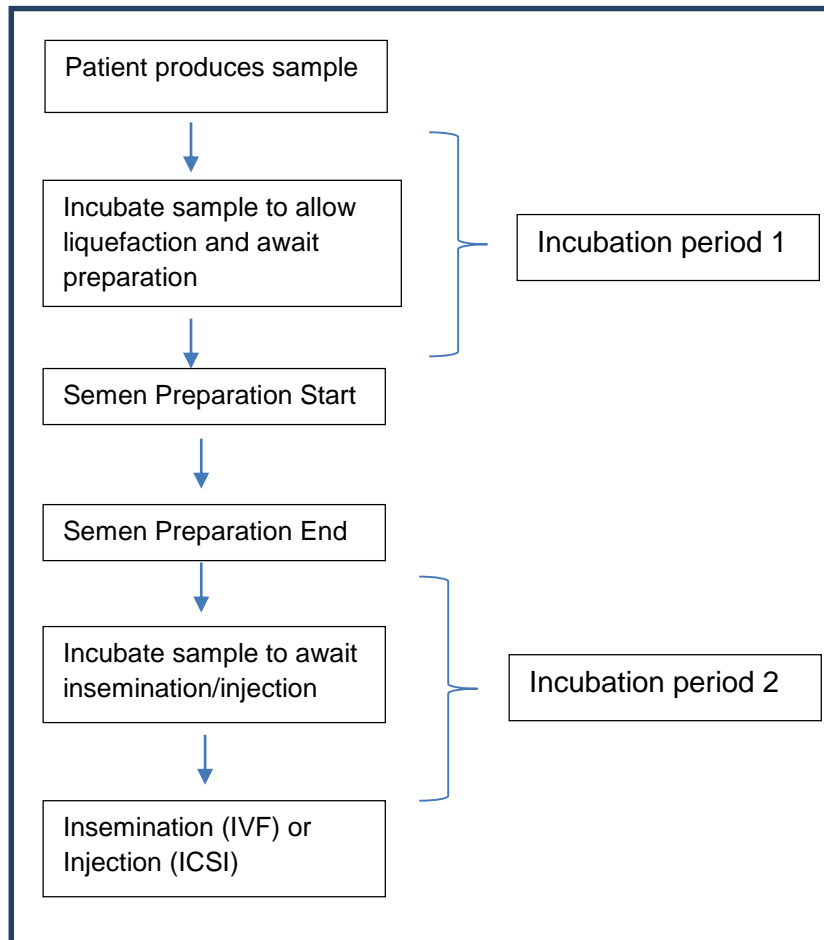 Patient produces sample
Incubate sample to allow
liquefaction and await
preparation
Incubation period 1
Semen Preparation Start
Semen Preparation End
Incubate sample to await
insemination/injection
Incubation period 2
Insemination (IVF) or
Injection (ICSI)